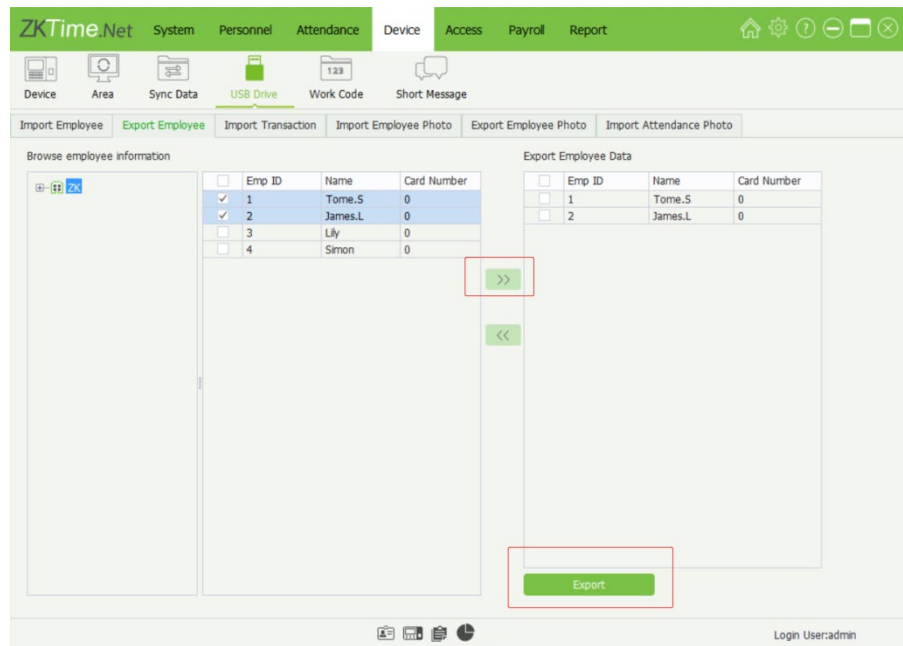 ZKTime.Net System Personnel Attendance Device Access Payroll Report
123
Device Area Sync Data USB Drive Work Code Short Message
Import Employee Export Employee Import Transaction Import Employee Photo Export Employee Photo Import Attendance Photo
Browse employee information Export Employee Data
ZK
Emp ID Name Card Number Emp ID Name Card Number
1 Tome.S 0 1 Tome.S 0
2 James.L 0 2 James.L 0
3 Lily 0
4 Simon 0
>>
<<
Export
Login User:admin